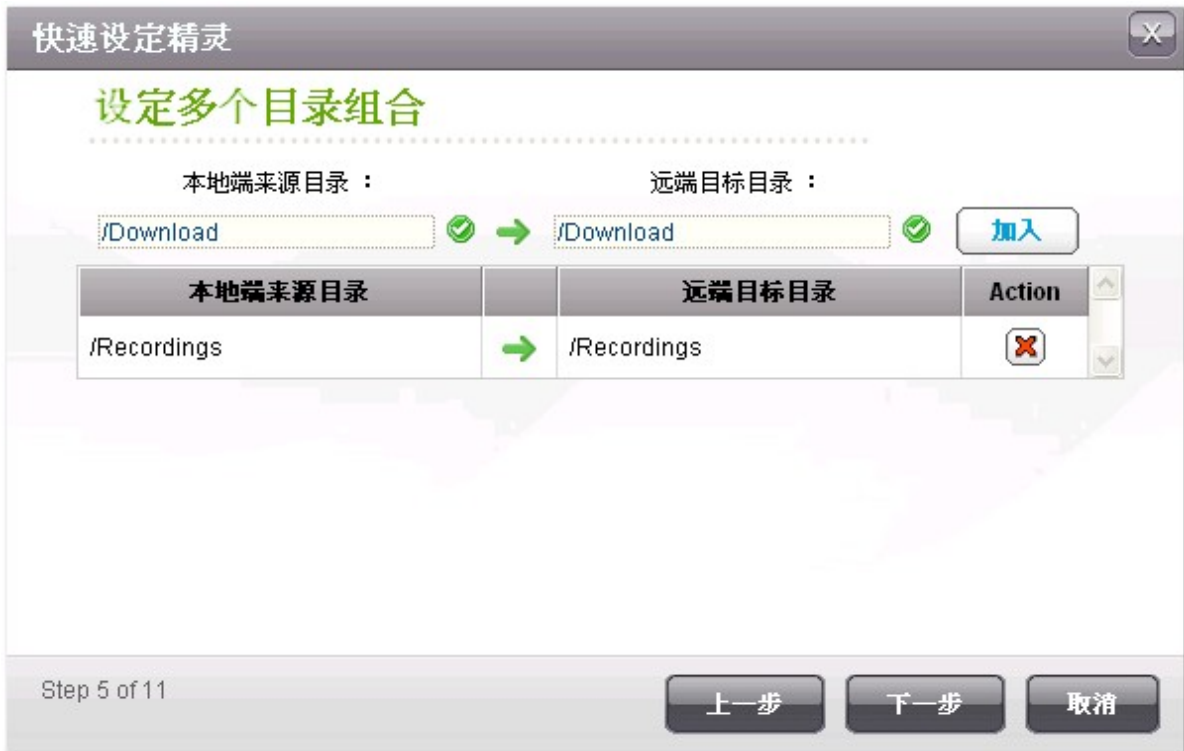 快速设定精灵
设定多个目录组合
本地端来源目录 ： 远端目标目录 ：
/Download /Download 加入
本地端来源目录 远端目标目录 Action
/Recordings /Recordings
Step 5 of 11 上一步 下一步 取消